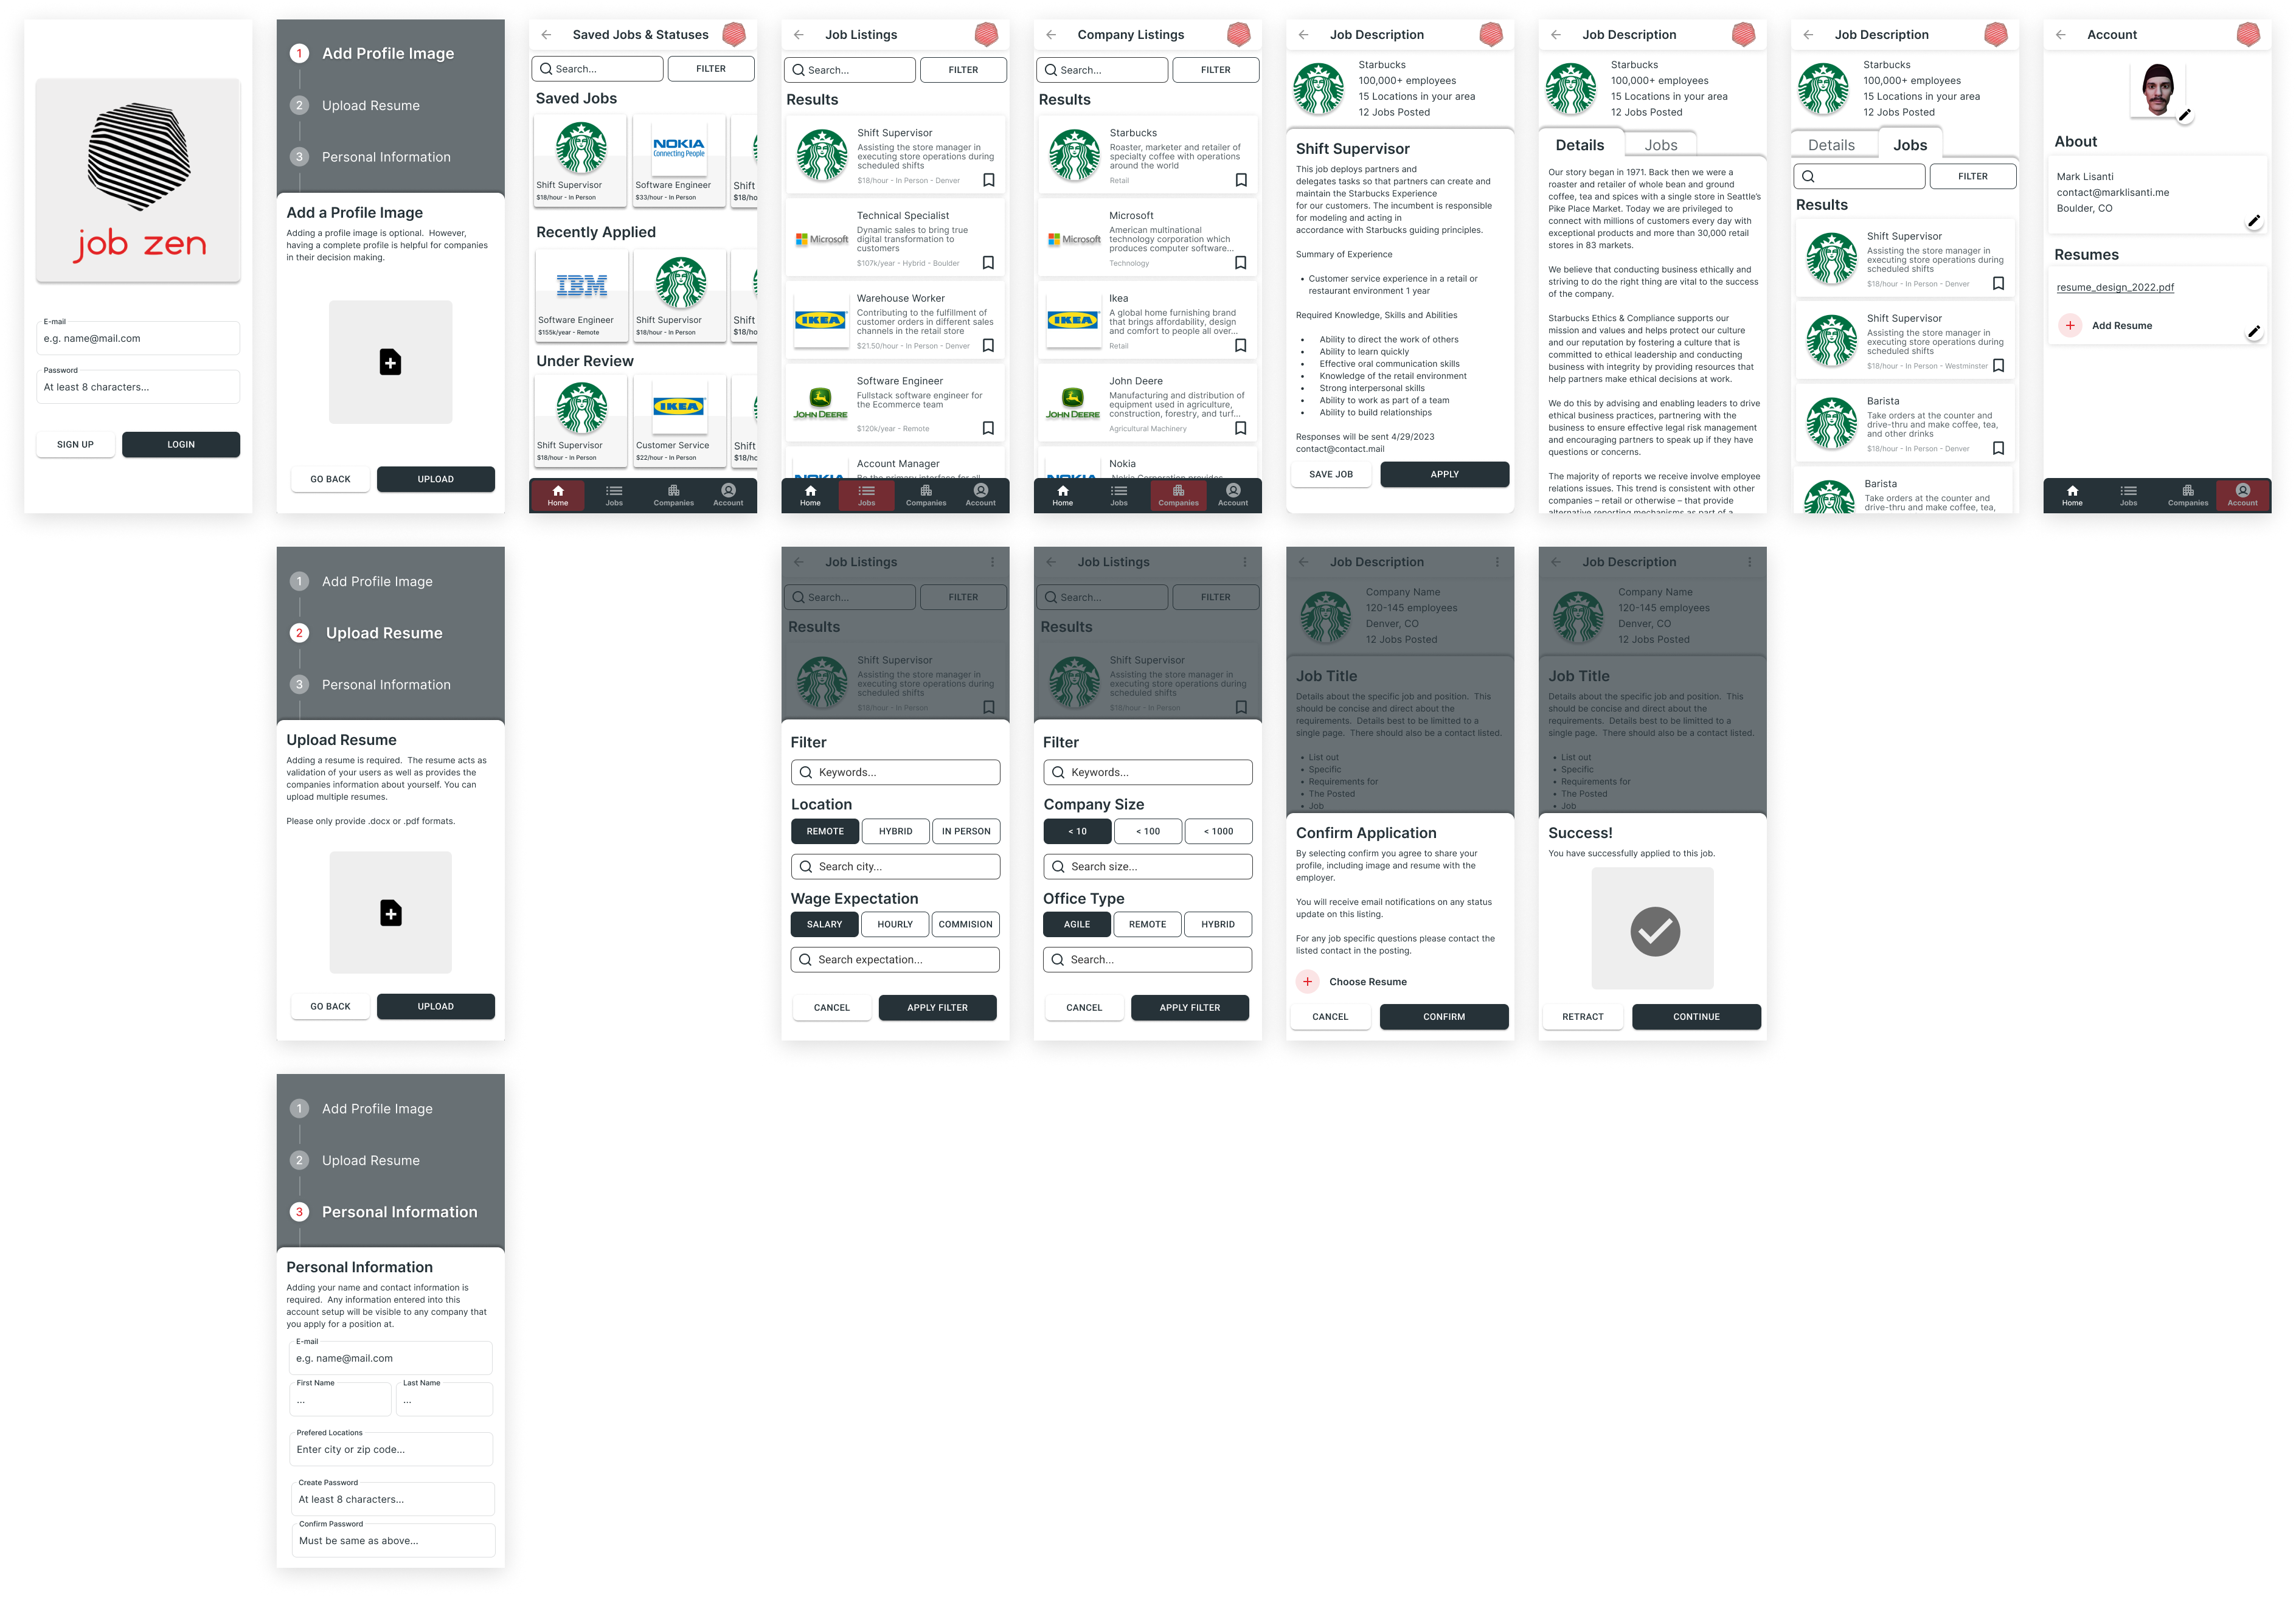 job zen
E-mail
e.g. name@mail.com
Password
At least 8 characters...
SIGN UP
LOGIN
1
Add Profile Image
2
Upload Resume
3
Personal Information
Add a Profile Image
Adding a profile image is optional. However,
having a complete profile is helpful for companies
in their decision making.
GO BACK
UPLOAD
Saved Jobs & Statuses
Search...
FILTER
Saved Jobs
NOKIA
Connecting People
Shift Supervisor
$18/hour - In Person
Software Engineer
$33/hour - In Person
Shift
$18/ho
Recently Applied
IBM
Software Engineer
$155k/year - Remote
Shift Supervisor
$18/hour - In Person
Shift
$18/ho
Under Review
IKEA
Shift Supervisor
$18/hour - In Person
Customer Service
$22/hour - In Person
Shift
$18/hc
Home
Jobs
Companies
Account
Job Listings
Search...
FILTER
Results
Shift Supervisor
Assisting the store manager in
executing store operations during
scheduled shifts
$18/hour - In Person - Denver
Microsoft
Technical Specialist
Dynamic sales to bring true
digital transformation to
customers
$107k/year - Hybrid - Boulder
IKEA
Warehouse Worker
Contributing to the fulfillment of
customer orders in different sales
channels in the retail store
$21.50/hour - In Person - Denver
JOHN DEERE
Software Engineer
Fullstack software engineer for
the Ecommerce team
$120k/year - Remote
NOKIA
Account Manager
Be the primary interface for all
Home
Jobs
Companies
Account
Company Listings
Search...
FILTER
Results
Starbucks
Roaster, marketer and retailer of
specialty coffee with operations
around the world
Retail
Microsoft
Microsoft
American multinational
technology corporation which
produces computer software...
Technology
IKEA
Ikea
A global home furnishing brand
that brings affordability, design
and comfort to people all over...
Retail
JOHN DEERE
John Deere
Manufacturing and distribution of
equipment used in agriculture,
construction, forestry, and turf...
Agricultural Machinery
NOKIA
Nokia
Nokia Corporation provides
Home
Jobs
Companies
Account
Job Description
Starbucks
100,000+ employees
15 Locations in your area
12 Jobs Posted
Shift Supervisor
This job deploys partners and
delegates tasks so that partners can create and
maintain the Starbucks Experience
for our customers. The incumbent is responsible
for modeling and acting in
accordance with Starbucks guiding principles.
Summary of Experience
• Customer service experience in a retail or
restaurant environment 1 year
Required Knowledge, Skills and Abilities
• Ability to direct the work of others
• Ability to learn quickly
• Effective oral communication skills
• Knowledge of the retail environment
• Strong interpersonal skills
• Ability to work as part of a team
• Ability to build relationships
Responses will be sent 4/29/2023
contact@contact.mail
SAVE JOB
APPLY
Job Description
Starbucks
100,000+ employees
15 Locations in your area
12 Jobs Posted
Details
Jobs
Our story began in 1971. Back then we were a
roaster and retailer of whole bean and ground
coffee, tea and spices with a single store in Seattle's
Pike Place Market. Today we are privileged to
connect with millions of customers every day with
exceptional products and more than 30,000 retail
stores in 83 markets.
We believe that conducting business ethically and
striving to do the right thing are vital to the success
of the company.
Starbucks Ethics & Compliance supports our
mission and values and helps protect our culture
and our reputation by fostering a culture that is
committed to ethical leadership and conducting
business with integrity by providing resources that
help partners make ethical decisions at work.
We do this by advising and enabling leaders to drive
ethical business practices, partnering with the
business to ensure effective legal risk management
and encouraging partners to speak up if they have
questions or concerns.
The majority of reports we receive involve employee
relations issues. This trend is consistent with other
companies – retail or otherwise – that provide
alternative reporting mechanisms as part of a
Job Description
Starbucks
100,000+ employees
15 Locations in your area
12 Jobs Posted
Details
Jobs
FILTER
Results
Shift Supervisor
Assisting the store manager in
executing store operations during
scheduled shifts
$18/hour - In Person - Denver
Shift Supervisor
Assisting the store manager in
executing store operations during
scheduled shifts
$18/hour - In Person - Westminster
Barista
Take orders at the counter and
drive-thru and make coffee, tea,
and other drinks
$18/hour - In Person - Denver
Barista
Take orders at the counter and
drive-thru and make coffee, tea,
Account
About
Mark Lisanti
contact@marklisanti.me
Boulder, CO
Resumes
resume_design_2022.pdf
Add Resume
Home
Jobs
Companies
Account
1
Add Profile Image
2
Upload Resume
3
Personal Information
Upload Resume
Adding a resume is required. The resume acts as
validation of your users as well as provides the
companies information about yourself. You can
upload multiple resumes.
Please only provide .docx or .pdf formats.
GO BACK
UPLOAD
Job Listings
Search...
FILTER
Results
Shift Supervisor
Assisting the store manager in
executing store operations during
scheduled shifts
$18/hour - In Person
Filter
Keywords...
Location
REMOTE
HYBRID
IN PERSON
Search city...
Wage Expectation
SALARY
HOURLY
COMMISION
Search expectation...
CANCEL
APPLY FILTER
Job Listings
Search...
FILTER
Results
Shift Supervisor
Assisting the store manager in
executing store operations during
scheduled shifts
$18/hour - In Person
Filter
Keywords...
Company Size
< 10
< 100
< 1000
Search size...
Office Type
AGILE
REMOTE
HYBRID
Search...
CANCEL
APPLY FILTER
Job Description
Company Name
120-145 employees
Denver, CO
12 Jobs Posted
Job Title
Details about the specific job and position. This
should be concise and direct about the
requirements. Details best to be limitted to a
single page. There should also be a contact listed.
• List out
• Specific
• Requirements for
• The Posted
• Job
Confirm Application
By selecting confirm you agree to share your
profile, including image and resume with the
employer.
You will receive email notifications on any status
update on this listing.
For any job specific questions please contact the
listed contact in the posting.
Choose Resume
CANCEL
CONFIRM
Job Description
Company Name
120-145 employees
Denver, CO
12 Jobs Posted
Job Title
Details about the specific job and position. This
should be concise and direct about the
requirements. Details best to be limitted to a
single page. There should also be a contact listed.
• List out
• Specific
• Requirements for
• The Posted
• Job
Success!
You have successfully applied to this job.
RETRACT
CONTINUE
1
Add Profile Image
2
Upload Resume
3
Personal Information
Personal Information
Adding your name and contact information is
required. Any information entered into this
account setup will be visible to any company that
you apply for a position at.
E-mail
e.g. name@mail.com
First Name
...
Last Name
...
Prefered Locations
Enter city or zip code...
Create Password
At least 8 characters...
Confirm Password
Must be same as above...